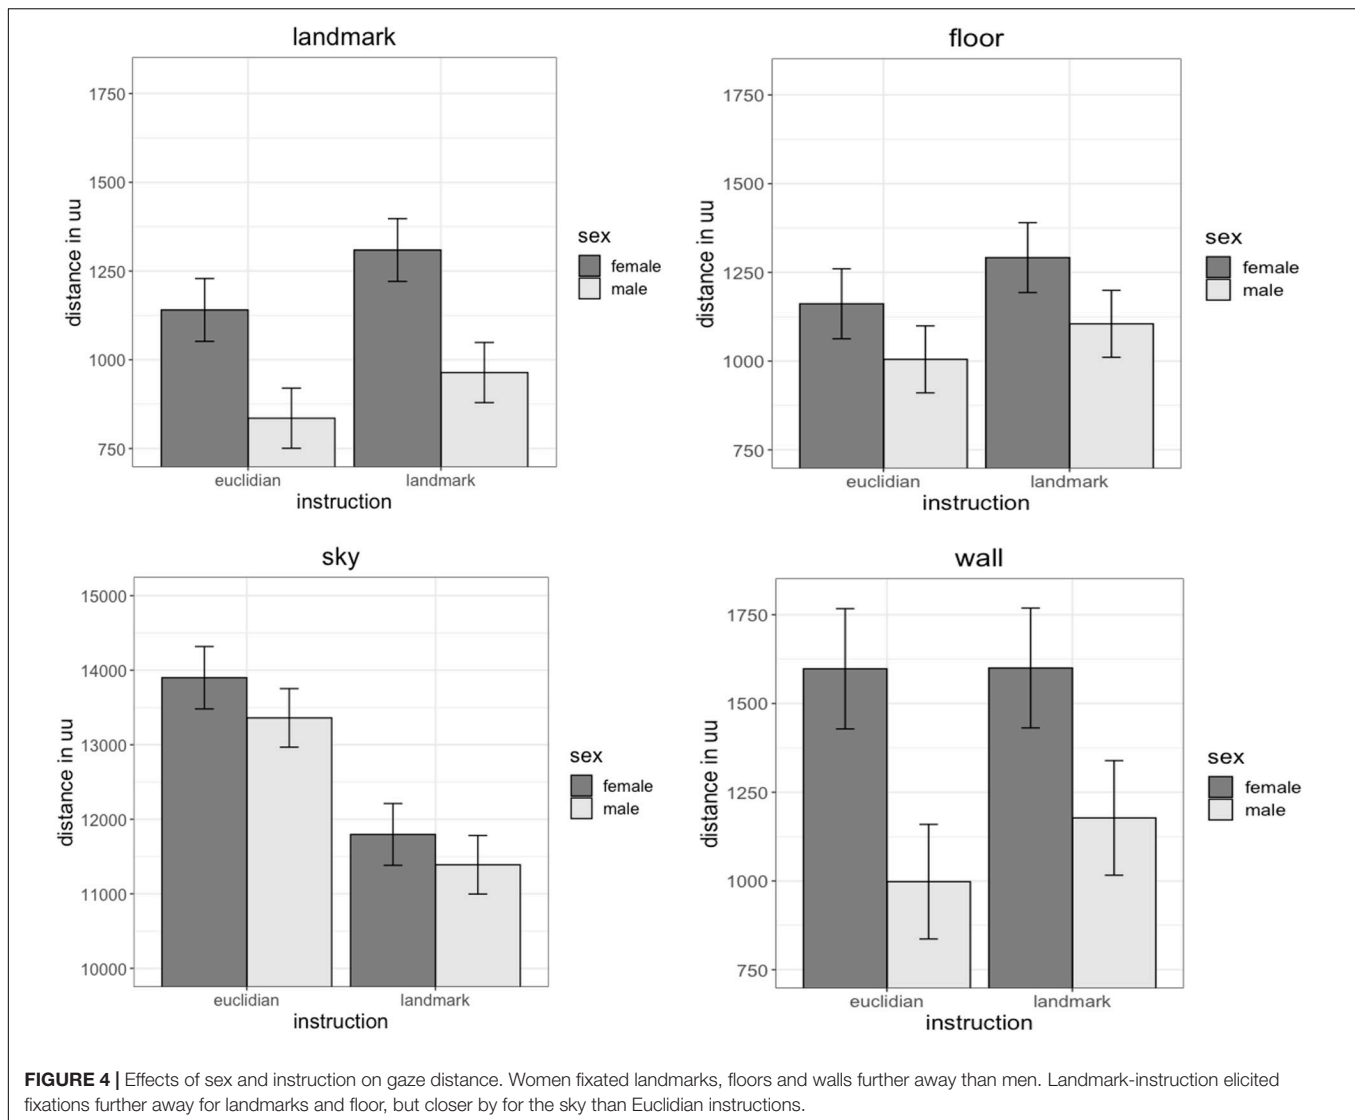 landmark
1750
1500
1250
1000
750
distance in uu
euclidian landmark
instruction
sex
female
male
floor
1750
1500
1250
1000
750
distance in uu
euclidian landmark
instruction
sex
female
male
sky
15000
14000
13000
12000
11000
10000
distance in uu
euclidian landmark
instruction
sex
female
male
wall
1750
1500
1250
1000
750
distance in uu
euclidian landmark
instruction
sex
female
male
FIGURE 4 | Effects of sex and instruction on gaze distance. Women fixated landmarks, floors and walls further away than men. Landmark-instruction elicited
fixations further away for landmarks and floor, but closer by for the sky than Euclidian instructions.